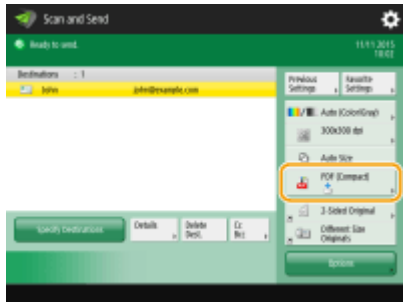 Scan and Send
Ready to send.
11/11 2015
18:02
Destinations : 1
John john@example.com
Previous Settings
Favorite Settings
Auto (Color/Gray)
300x300 dpi
Auto Size
PDF (Compact)
2-Sided Original
Different Size Originals
Specify Destinations
Details
Delete Dest.
Cc Bcc
Options